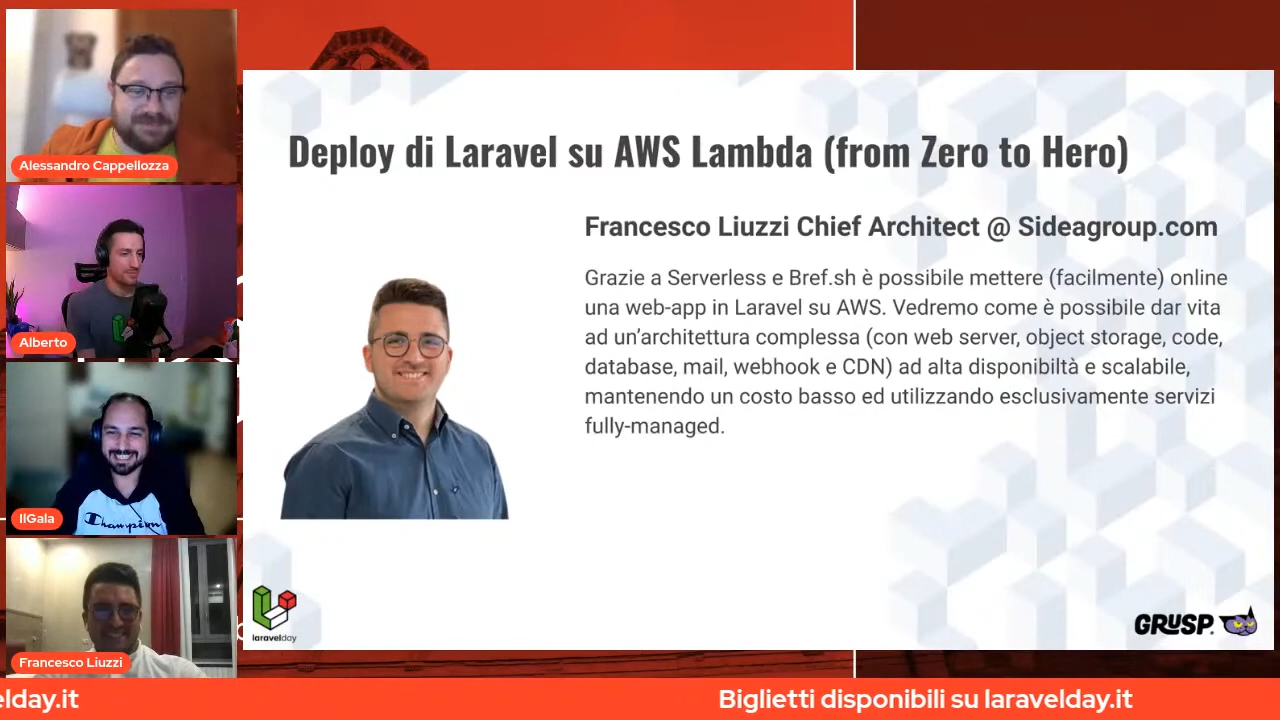 Alessandro Cappellozza
Alberto
IlGala
Champion
Francesco Liuzzi
Deploy di Laravel su AWS Lambda (from Zero to Hero)
Francesco Liuzzi Chief Architect @ Sideagroup.com
Grazie a Serverless e Bref.sh è possibile mettere (facilmente) online
una web-app in Laravel su AWS. Vedremo come è possibile dar vita
ad un’architettura complessa (con web server, object storage, code,
database, mail, webhook e CDN) ad alta disponibiltà e scalabile,
mantenendo un costo basso ed utilizzando esclusivamente servizi
fully-managed.
laravelday
GRUSP.
elday.it
Biglietti disponibili su laravelday.it